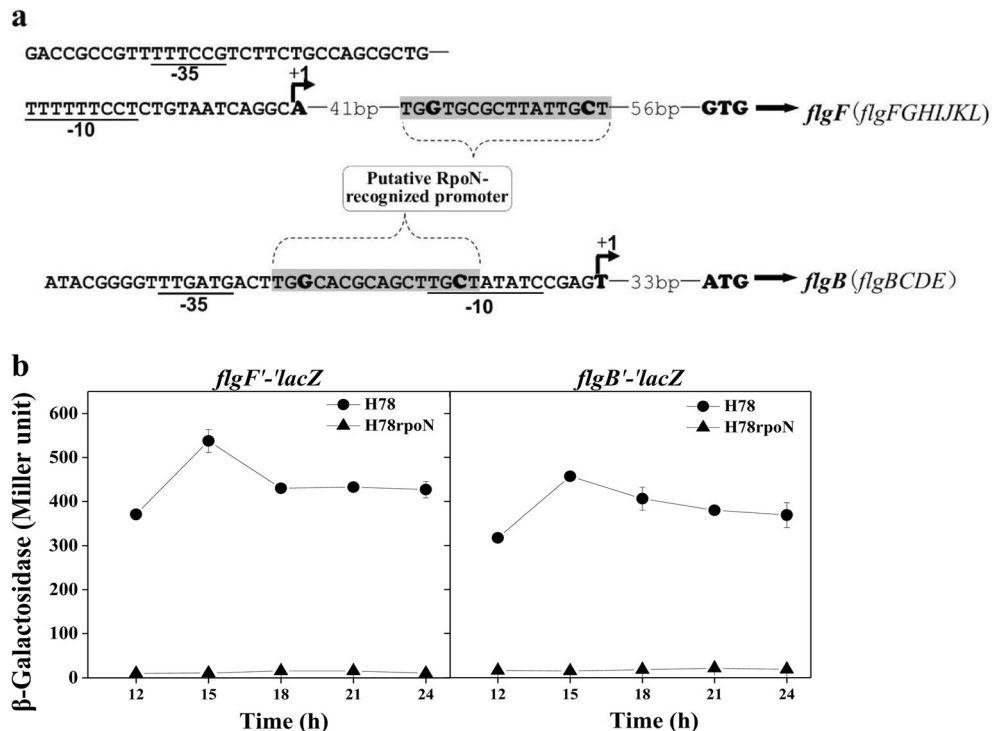 a
GACCGCCGTTTTTTCCGTCTTCTGCCAGCGCTG
-35
+1
TTTTTTCCTCTGTAATCAGGCA 41bp TGGTGCGCTTATTGCT 56bp GTG flgF (flgFGHIJKL)
-10
Putative RpoN-
recognized promoter
+1
ATACGGGGTTTGATGACTTGGCACGCAGCTTGCTATATCCGAGT 33bp ATG flgB (flgBCDE)
-35 -10
b
flgF'-'lacZ flgB'-'lacZ
600
H78 H78
H78rpoN H78rpoN
500
400
300
200
100
0
β-Galactosidase (Miller unit)
12 15 18 21 24 12 15 18 21 24
Time (h) Time (h)